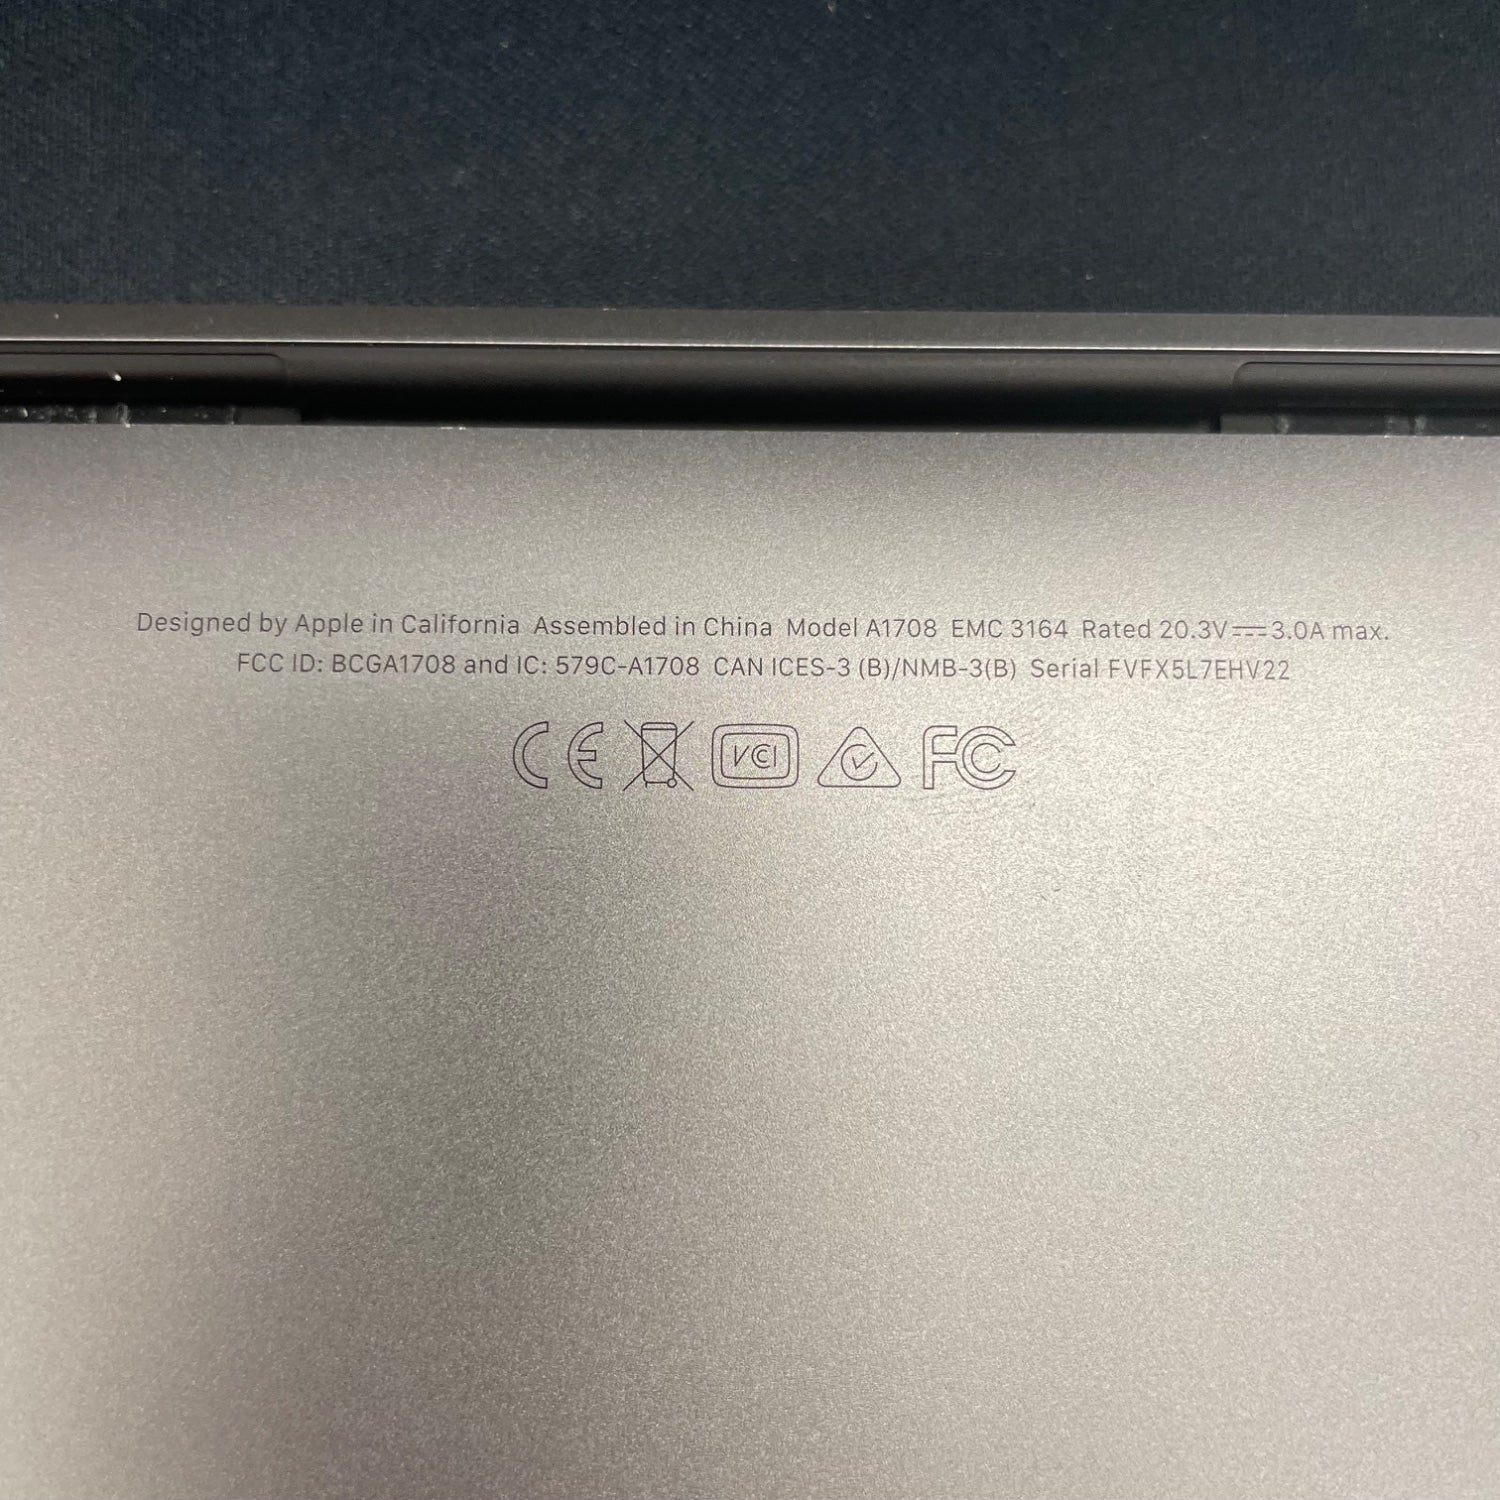 Designed by Apple in California Assembled in China Model A1708 EMC 3164 Rated 20.3V⎓3.0A max.
FCC ID: BCGA1708 and IC: 579C-A1708 CAN ICES-3 (B)/NMB-3(B) Serial FVFX5L7EHV22
CE VCI FC